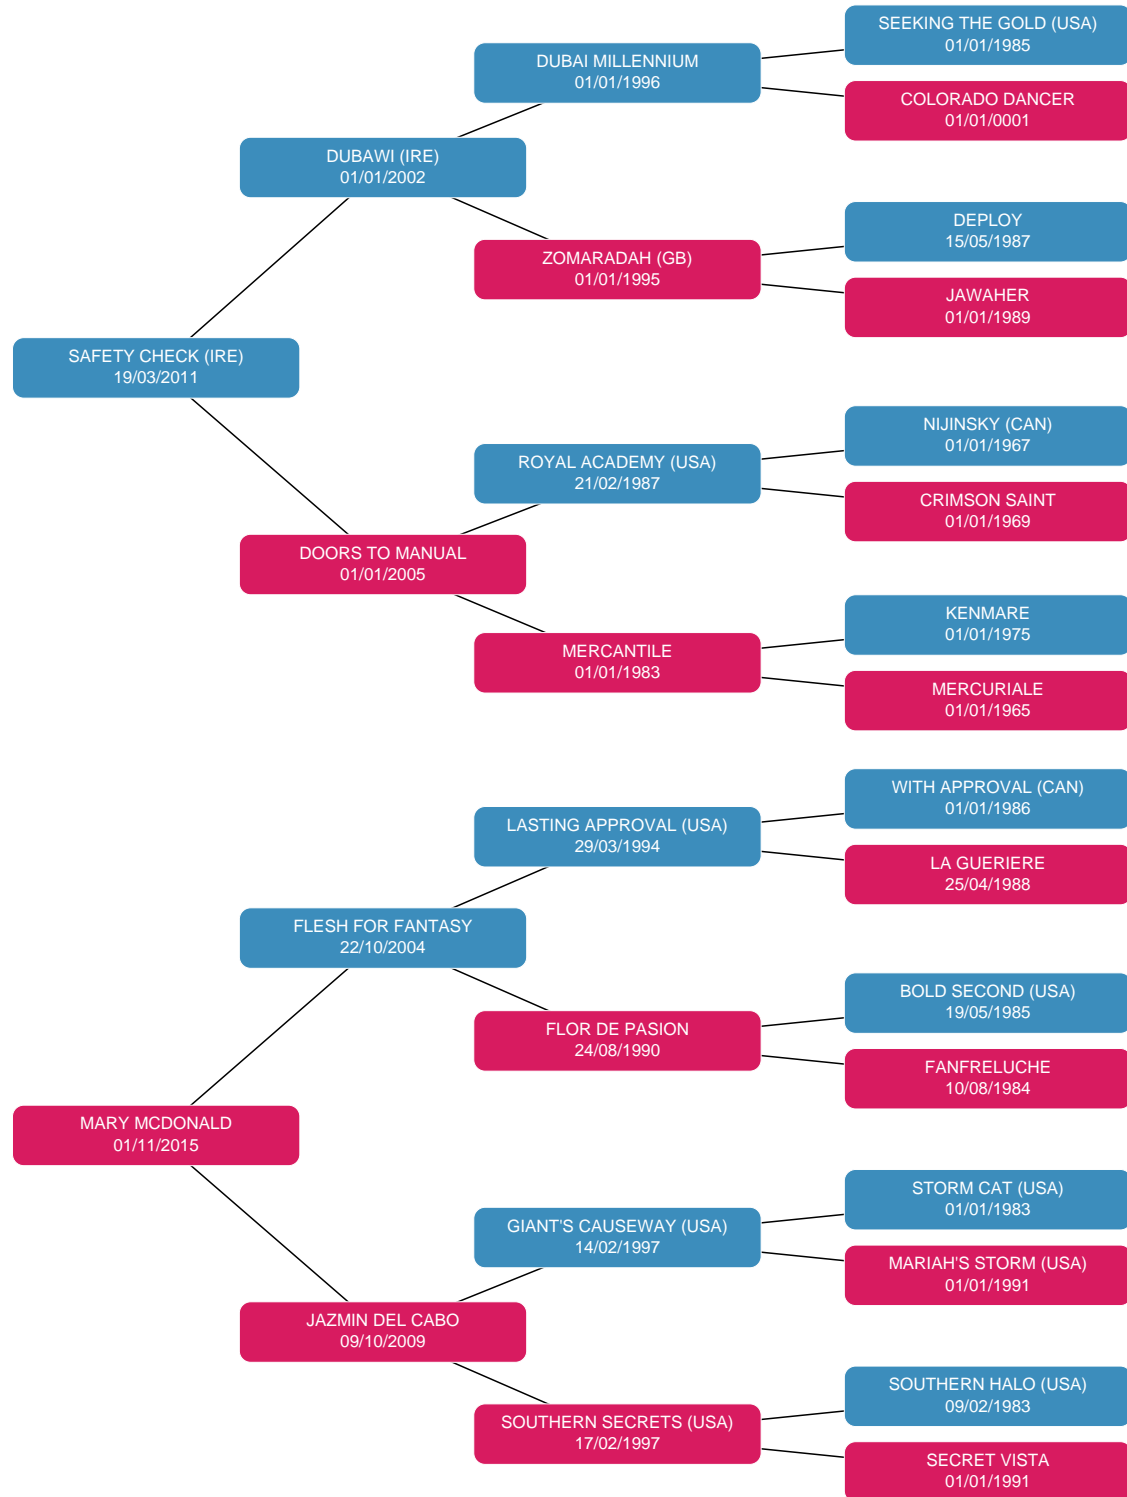 SEEKING THE GOLD (USA)
01/01/1985
DUBAI MILLENNIUM
01/01/1996
COLORADO DANCER
01/01/0001
DUBAWI (IRE)
01/01/2002
DEPLOY
15/05/1987
ZOMARADAH (GB)
01/01/1995
JAWAHER
01/01/1989
SAFETY CHECK (IRE)
19/03/2011
NIJINSKY (CAN)
01/01/1967
ROYAL ACADEMY (USA)
21/02/1987
CRIMSON SAINT
01/01/1969
DOORS TO MANUAL
01/01/2005
KENMARE
01/01/1975
MERCANTILE
01/01/1983
MERCURIALE
01/01/1965
WITH APPROVAL (CAN)
01/01/1986
LASTING APPROVAL (USA)
29/03/1994
LA GUERIERE
25/04/1988
FLESH FOR FANTASY
22/10/2004
BOLD SECOND (USA)
19/05/1985
FLOR DE PASION
24/08/1990
FANFRELUCHE
10/08/1984
MARY MCDONALD
01/11/2015
STORM CAT (USA)
01/01/1983
GIANT'S CAUSEWAY (USA)
14/02/1997
MARIAH'S STORM (USA)
01/01/1991
JAZMIN DEL CABO
09/10/2009
SOUTHERN HALO (USA)
09/02/1983
SOUTHERN SECRETS (USA)
17/02/1997
SECRET VISTA
01/01/1991